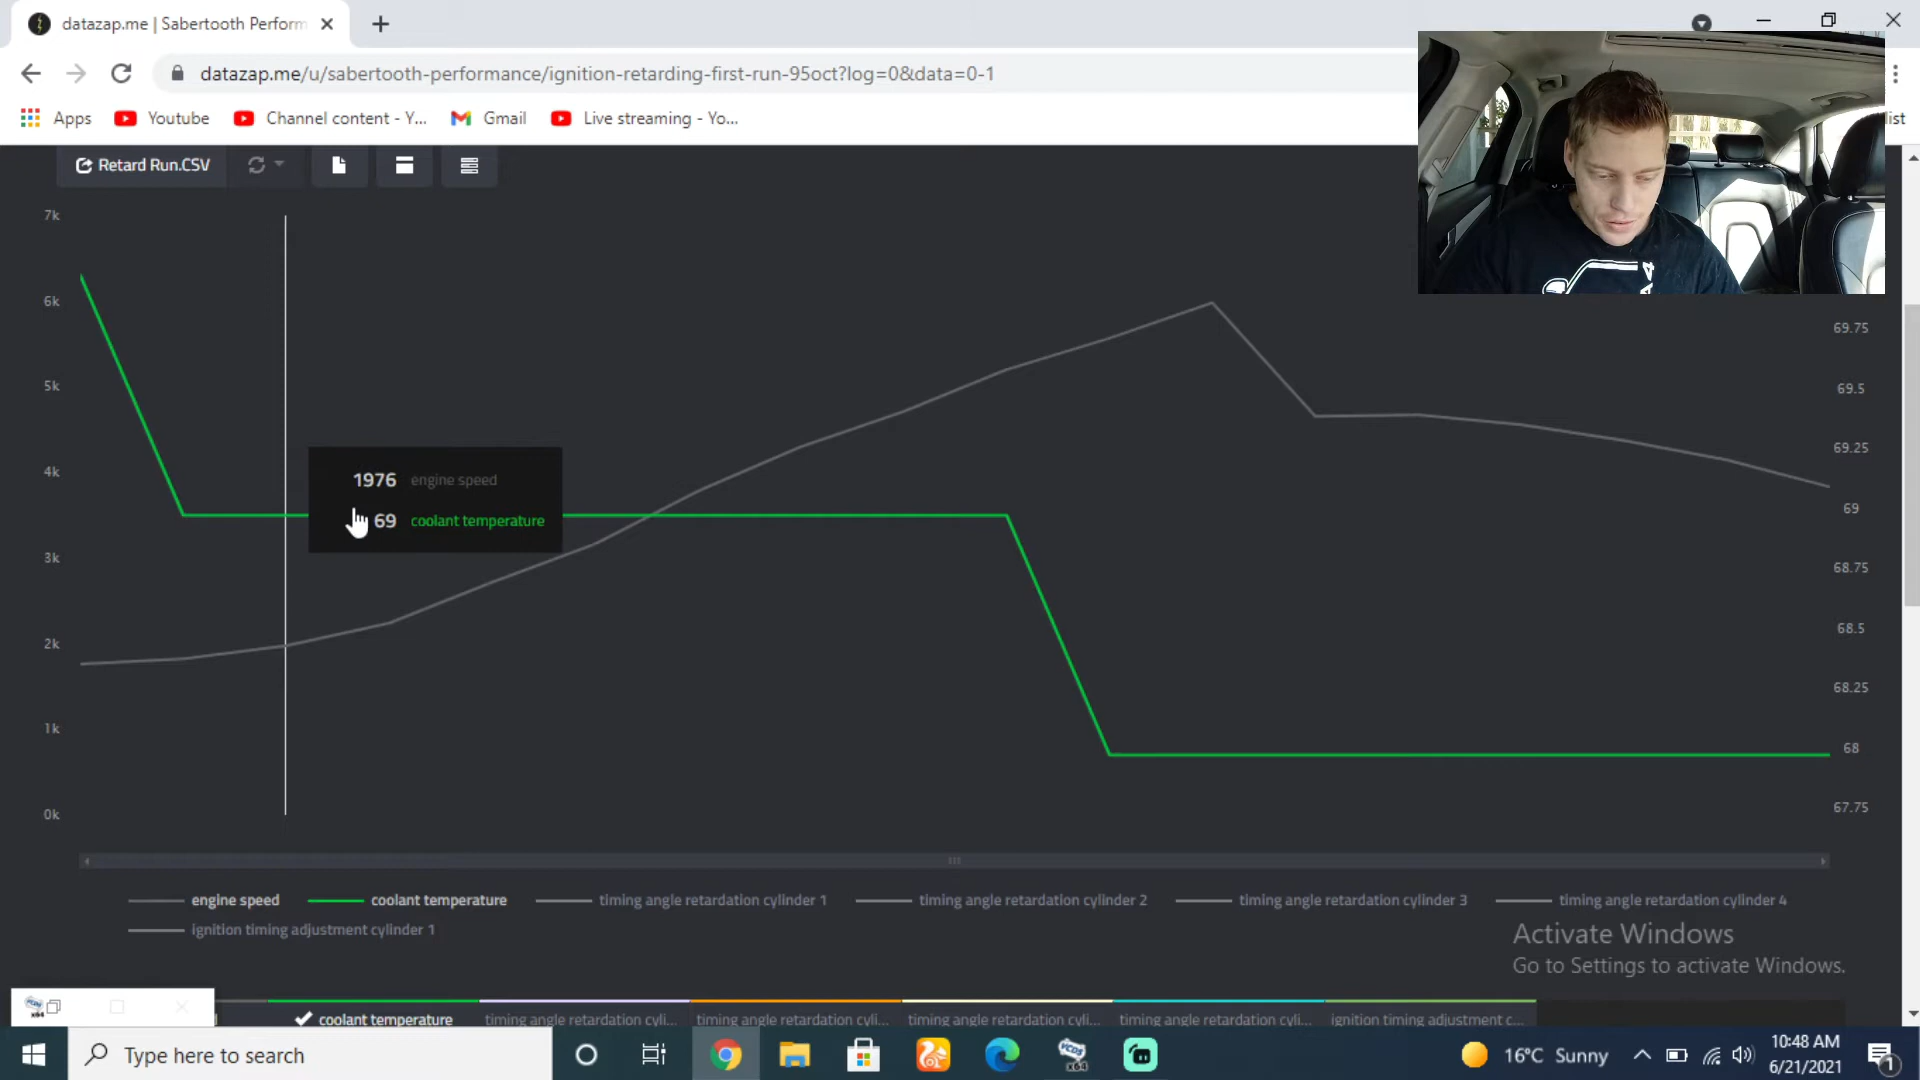 datazap.me | Sabertooth Perform
datazap.me/u/sabertooth-performance/ignition-retarding-first-run-95oct?log=0&data=0-1
Apps
Youtube
Channel content - Y...
Gmail
Live streaming - Yo...
list
Retard Run.CSV
7k
6k
5k
4k
3k
2k
1k
0k
69.75
69.5
69.25
69
68.75
68.5
68.25
68
67.75
1976 engine speed
69 coolant temperature
engine speed
coolant temperature
timing angle retardation cylinder 1
timing angle retardation cylinder 2
timing angle retardation cylinder 3
timing angle retardation cylinder 4
ignition timing adjustment cylinder 1
Activate Windows
Go to Settings to activate Windows.
coolant temperature
timing angle retardation cyli...
timing angle retardation cyli...
timing angle retardation cyli...
timing angle retardation cyli...
ignition timing adjustment c...
Type here to search
VCDS
x64
16°C Sunny
10:48 AM
6/21/2021
1